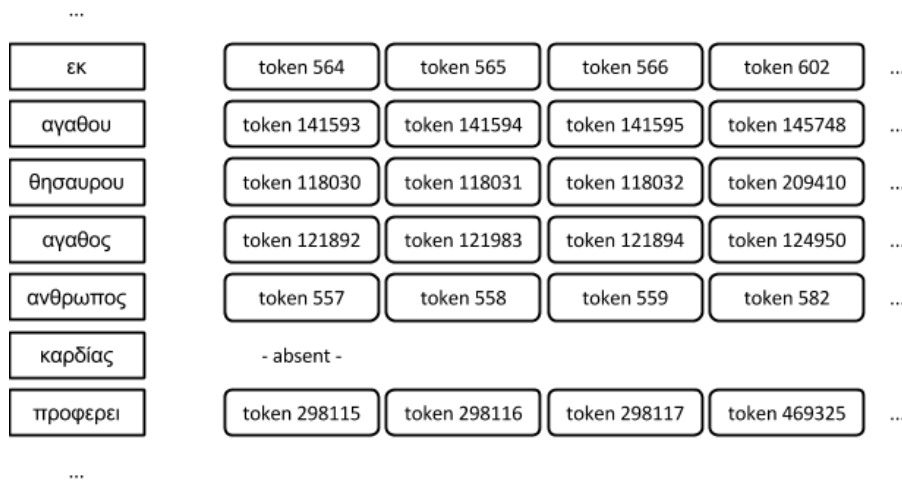 ...
εκ token 564 token 565 token 566 token 602 ...
αγαθου token 141593 token 141594 token 141595 token 145748 ...
θησαυρου token 118030 token 118031 token 118032 token 209410 ...
αγαθος token 121892 token 121983 token 121894 token 124950 ...
ανθρωπος token 557 token 558 token 559 token 582 ...
καρδίας - absent -
προφερει token 298115 token 298116 token 298117 token 469325 ...
...